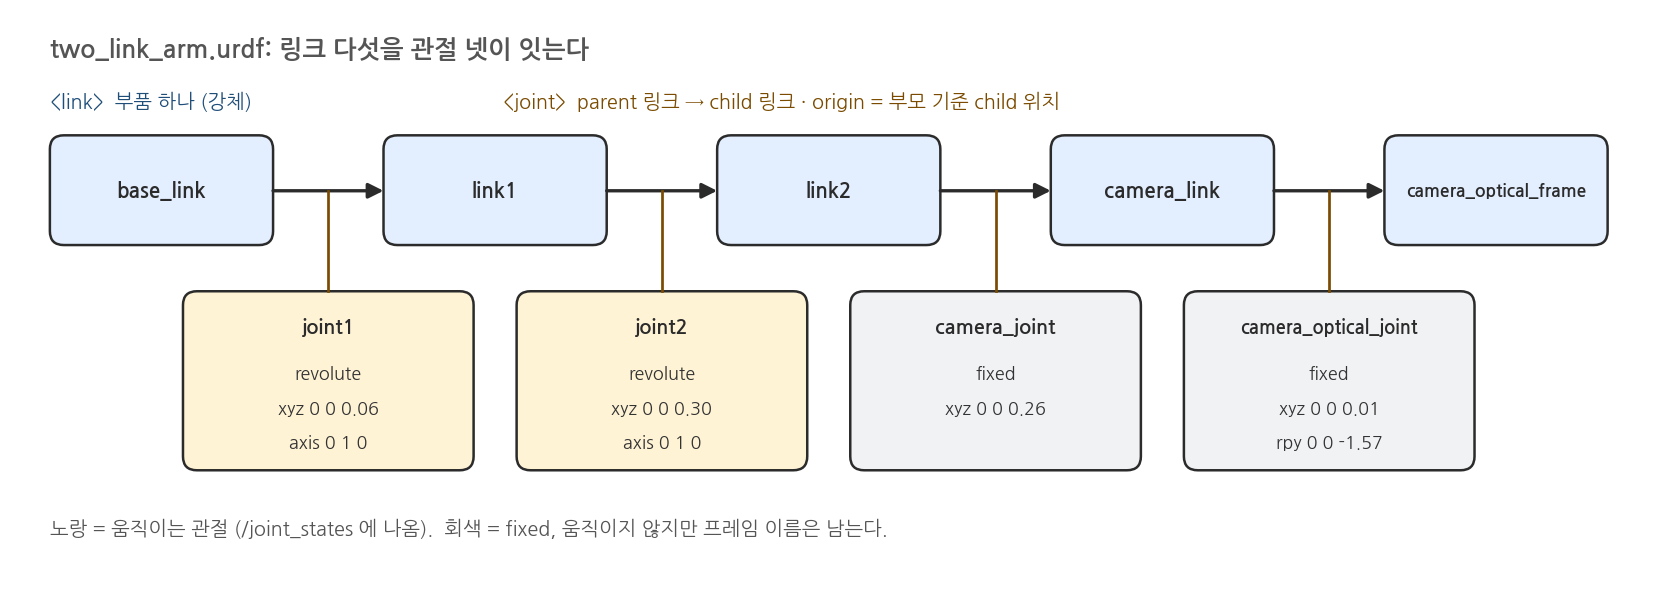 two_link_arm.urdf: 링크 다섯을 관절 넷이 잇는다
<link> 부품 하나 (강체)
<joint> parent 링크 → child 링크 · origin = 부모 기준 child 위치
base_link
link1
link2
camera_link
camera_optical_frame
joint1
revolute
xyz 0 0 0.06
axis 0 1 0
joint2
revolute
xyz 0 0 0.30
axis 0 1 0
camera_joint
fixed
xyz 0 0 0.26
camera_optical_joint
fixed
xyz 0 0 0.01
rpy 0 0 -1.57
노랑 = 움직이는 관절 (/joint_states 에 나옴). 회색 = fixed, 움직이지 않지만 프레임 이름은 남는다.